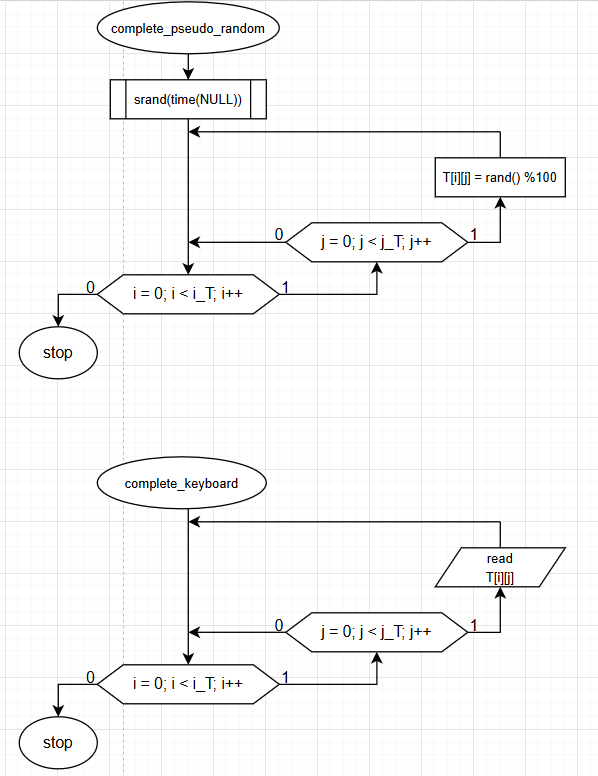 complete_pseudo_random
srand(time(NULL))
T[i][j] = rand() %100
0
j = 0; j < j_T; j++
1
0
i = 0; i < i_T; i++
1
stop
complete_keyboard
read
T[i][j]
0
j = 0; j < j_T; j++
1
0
i = 0; i < i_T; i++
1
stop